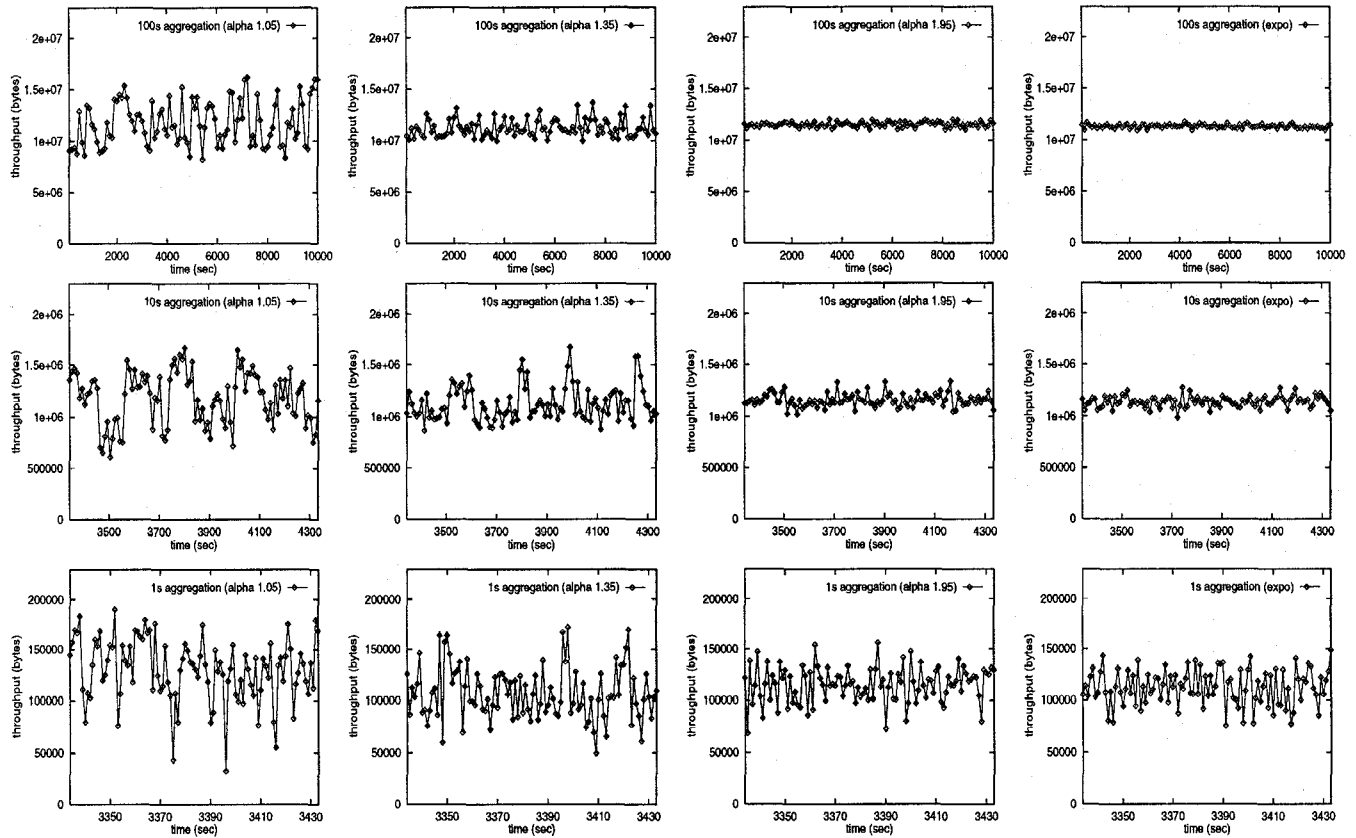 100s aggregation (alpha 1.05)
2e+07
1.5e+07
1e+07
5e+06
0
throughput (bytes)
2000 4000 6000 8000 10000
time (sec)
100s aggregation (alpha 1.35)
2e+07
1.5e+07
1e+07
5e+06
0
throughput (bytes)
2000 4000 6000 8000 10000
time (sec)
100s aggregation (alpha 1.95)
2e+07
1.5e+07
1e+07
5e+06
0
throughput (bytes)
2000 4000 6000 8000 10000
time (sec)
100s aggregation (expo)
2e+07
1.5e+07
1e+07
5e+06
0
throughput (bytes)
2000 4000 6000 8000 10000
time (sec)
10s aggregation (alpha 1.05)
2e+06
1.5e+06
1e+06
500000
0
throughput (bytes)
3500 3700 3900 4100 4300
time (sec)
10s aggregation (alpha 1.35)
2e+06
1.5e+06
1e+06
500000
0
throughput (bytes)
3500 3700 3900 4100 4300
time (sec)
10s aggregation (alpha 1.95)
2e+06
1.5e+06
1e+06
500000
0
throughput (bytes)
3500 3700 3900 4100 4300
time (sec)
10s aggregation (expo)
2e+06
1.5e+06
1e+06
500000
0
throughput (bytes)
3500 3700 3900 4100 4300
time (sec)
1s aggregation (alpha 1.05)
200000
150000
100000
50000
0
throughput (bytes)
3350 3370 3390 3410 3430
time (sec)
1s aggregation (alpha 1.35)
200000
150000
100000
50000
0
throughput (bytes)
3350 3370 3390 3410 3430
time (sec)
1s aggregation (alpha 1.95)
200000
150000
100000
50000
0
throughput (bytes)
3350 3370 3390 3410 3430
time (sec)
1s aggregation (expo)
200000
150000
100000
50000
0
throughput (bytes)
3350 3370 3390 3410 3430
time (sec)